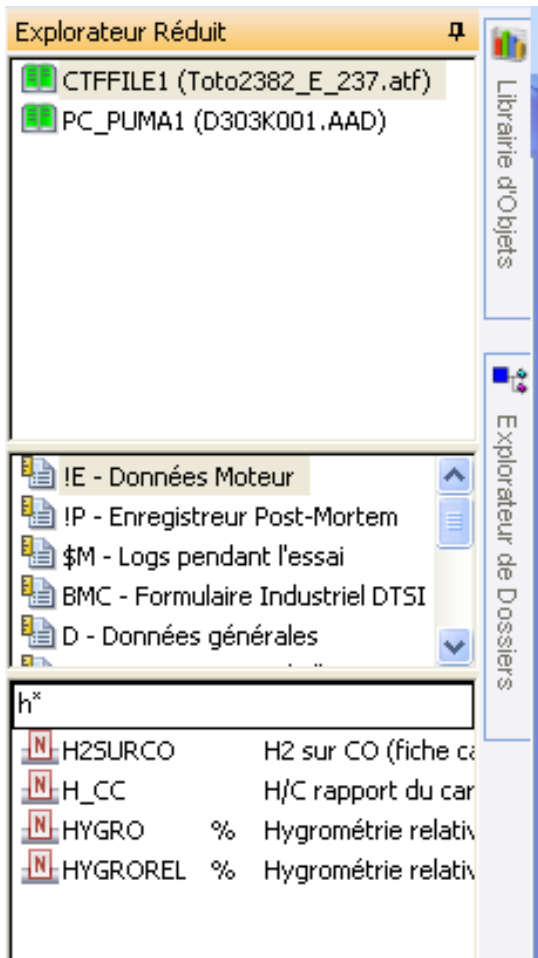 Explorateur Réduit
CTFFILE1 (Toto2382_E_237.atf)
PC_PUMA1 (D303K001.AAD)
!E - Données Moteur
!P - Enregistreur Post-Mortem
$M - Logs pendant l'essai
BMC - Formulaire Industriel DTSI
D - Données générales
h*
H2SURCO H2 sur CO (fiche ca
H_CC H/C rapport du car
HYGRO % Hygrométrie relativ
HYGROREL % Hygrométrie relativ
Librairie d'Objets
Explorateur de Dossiers